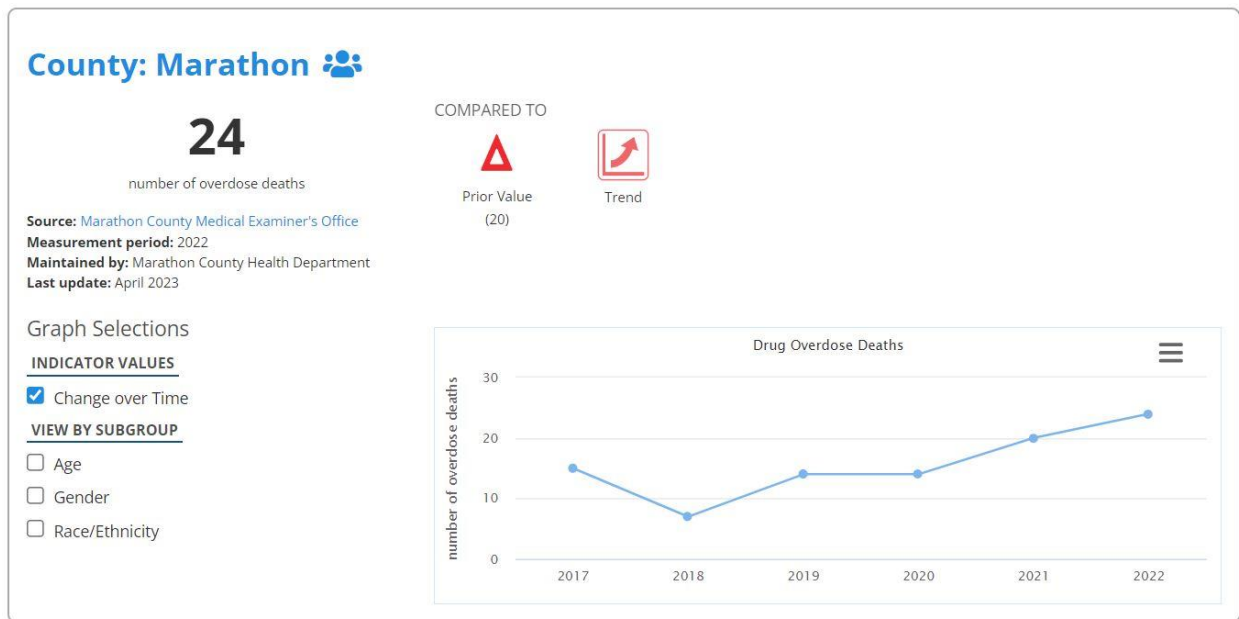 County: Marathon
24
number of overdose deaths
Source: Marathon County Medical Examiner's Office
Measurement period: 2022
Maintained by: Marathon County Health Department
Last update: April 2023
COMPARED TO
Prior Value
(20)
Trend
Graph Selections
INDICATOR VALUES
Change over Time
VIEW BY SUBGROUP
Age
Gender
Race/Ethnicity
Drug Overdose Deaths
number of overdose deaths
30
20
10
0
2017 2018 2019 2020 2021 2022